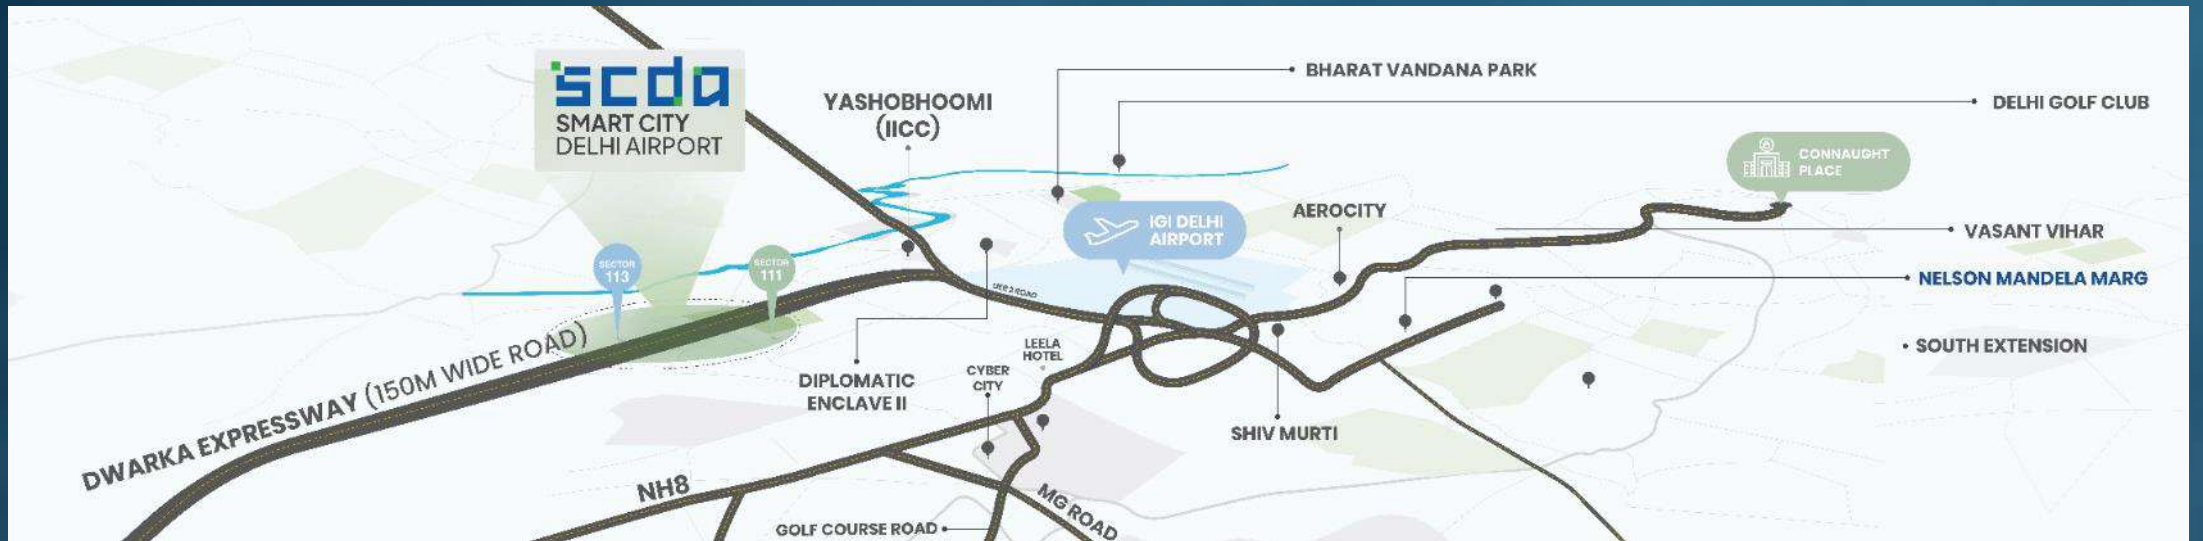 scda
SMART CITY
DELHI AIRPORT
YASHOBHOOMI
(IICC)
BHARAT VANDANA PARK
DELHI GOLF CLUB
CONNAUGHT
PLACE
IGI DELHI
AIRPORT
AEROCITY
VASANT VIHAR
SECTOR
113
SECTOR
111
NELSON MANDELA MARG
DWARKA EXPRESSWAY (150M WIDE ROAD)
DIPLOMATIC
ENCLAVE II
LEELA
HOTEL
CYBER
CITY
SOUTH EXTENSION
SHIV MURTI
NH8
MG ROAD
GOLF COURSE ROAD